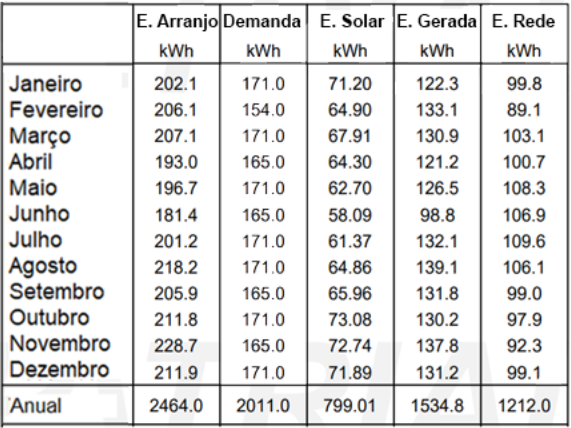 E. Arranjo Demanda E. Solar E. Gerada E. Rede
kWh kWh kWh kWh kWh
Janeiro 202.1 171.0 71.20 122.3 99.8
Fevereiro 206.1 154.0 64.90 133.1 89.1
Março 207.1 171.0 67.91 130.9 103.1
Abril 193.0 165.0 64.30 121.2 100.7
Maio 196.7 171.0 62.70 126.5 108.3
Junho 181.4 165.0 58.09 98.8 106.9
Julho 201.2 171.0 61.37 132.1 109.6
Agosto 218.2 171.0 64.86 139.1 106.1
Setembro 205.9 165.0 65.96 131.8 99.0
Outubro 211.8 171.0 73.08 130.2 97.9
Novembro 228.7 165.0 72.74 137.8 92.3
Dezembro 211.9 171.0 71.89 131.2 99.1
Anual 2464.0 2011.0 799.01 1534.8 1212.0
TRIAL